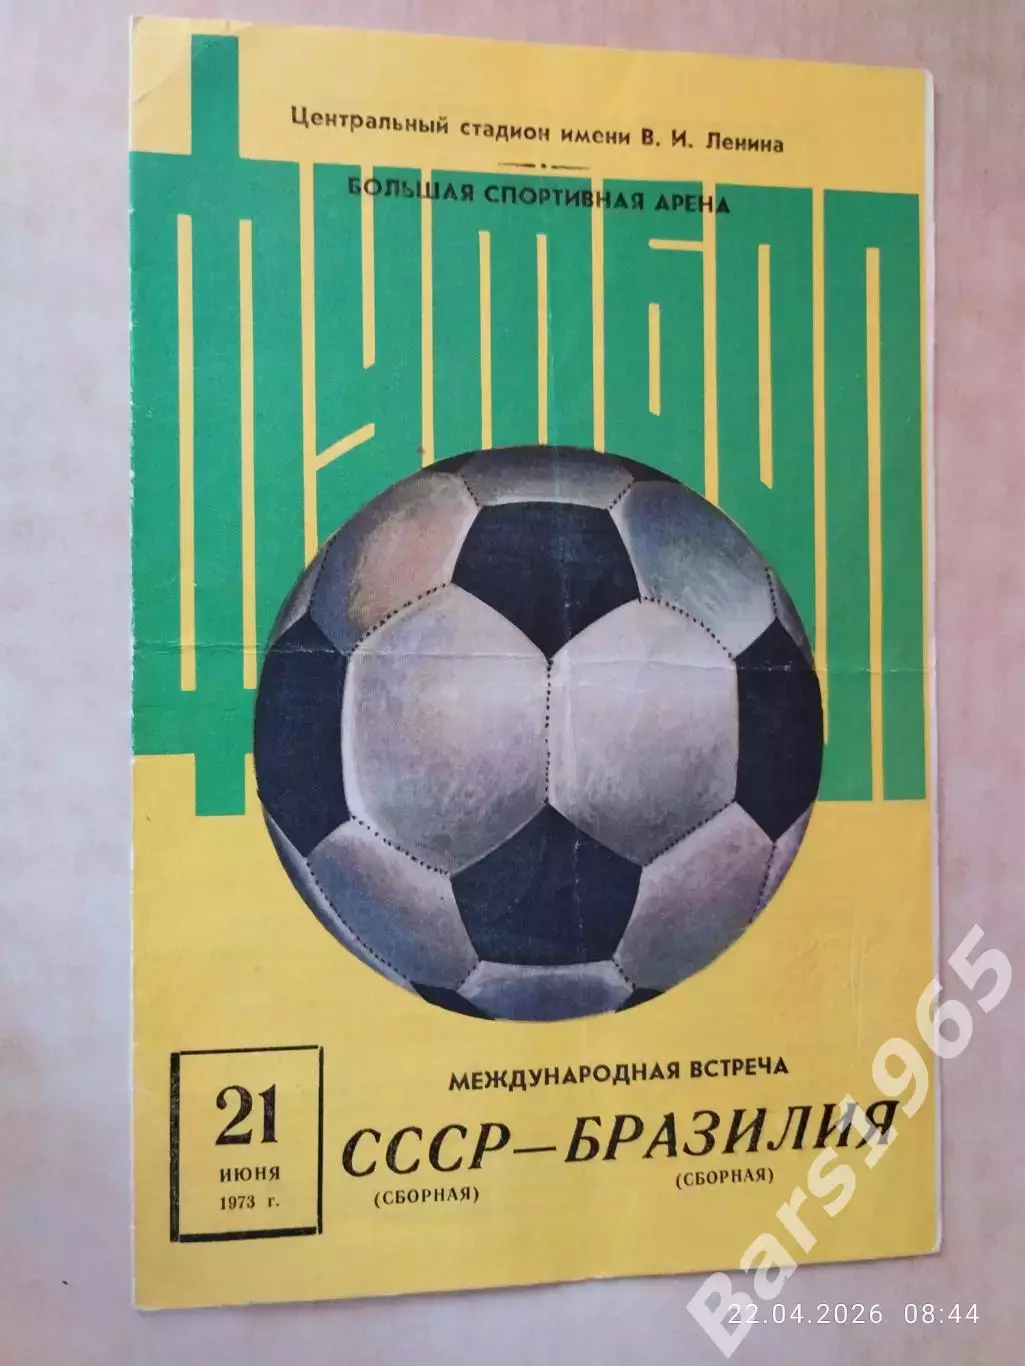 Центральный стадион имени В. И. Ленина
БОЛЬШАЯ СПОРТИВНАЯ АРЕНА
ФУТБОЛ
21
ИЮНЯ
1973 г.
МЕЖДУНАРОДНАЯ ВСТРЕЧА
СССР—БРАЗИЛИЯ
(СБОРНАЯ) (СБОРНАЯ)
Bars1965
22.04.2026 08:44